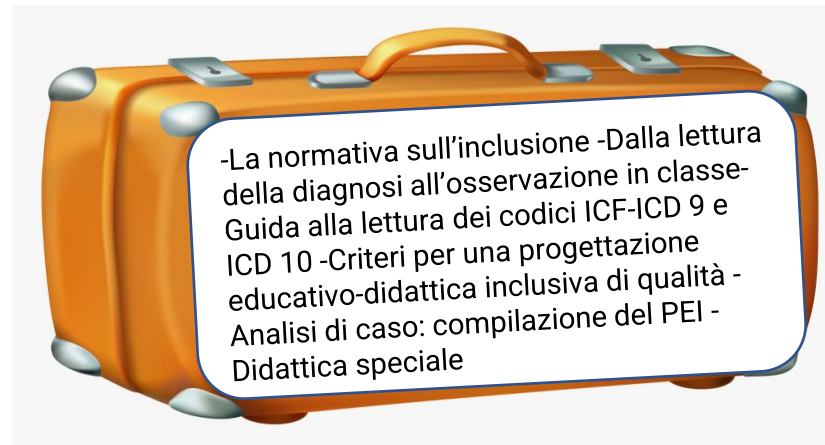 -La normativa sull’inclusione -Dalla lettura
della diagnosi all’osservazione in classe-
Guida alla lettura dei codici ICF-ICD 9 e
ICD 10 -Criteri per una progettazione
educativo-didattica inclusiva di qualità -
Analisi di caso: compilazione del PEI -
Didattica speciale